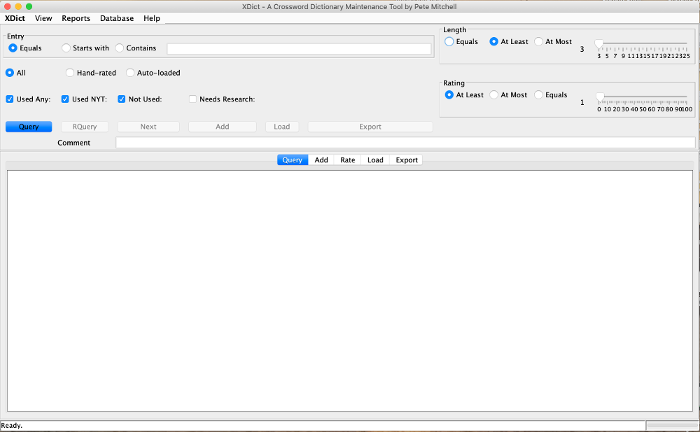 XDict - A Crossword Dictionary Maintenance Tool by Pete Mitchell
XDict View Reports Database Help
Entry
Equals Starts with Contains
All Hand-rated Auto-loaded
Used Any: Used NYT: Not Used: Needs Research:
Query RQuery Next Add Load Export
Comment
Length
Equals At Least At Most 3
3 5 7 9 11 13 15 17 19 21 23 25
Rating
At Least At Most Equals 1
0 10 20 30 40 50 60 70 80 90 100
Query Add Rate Load Export
Ready.